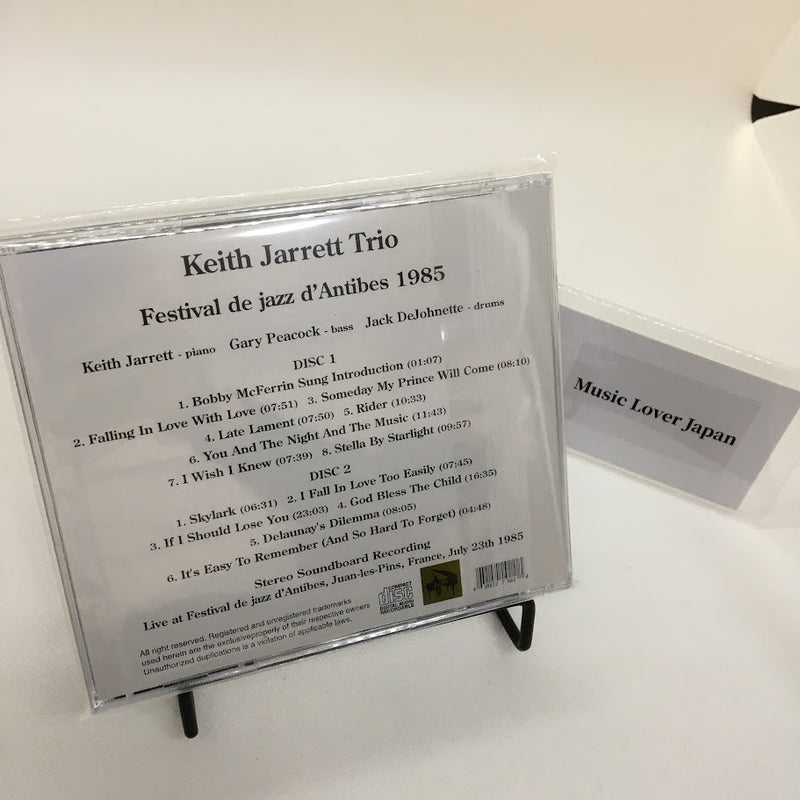 Keith Jarrett Trio
Festival de jazz d'Antibes 1985
Keith Jarrett - piano Gary Peacock - bass Jack DeJohnette - drums
DISC 1
1. Bobby McFerrin Sung Introduction (01:07)
2. Falling In Love With Love (07:51) 3. Someday My Prince Will Come (08:10)
4. Late Lament (07:50) 5. Rider (10:33)
6. You And The Night And The Music (11:43)
7. I Wish I Knew (07:39) 8. Stella By Starlight (09:57)
DISC 2
1. Skylark (06:31) 2. I Fall In Love Too Easily (07:45)
3. If I Should Lose You (23:03) 4. God Bless The Child (16:35)
5. Delaunay's Dilemma (08:05)
6. It's Easy To Remember (And So Hard To Forget) (04:48)
Stereo Soundboard Recording
Live at Festival de jazz d'Antibes, Juan-les-Pins, France, July 23th 1985
All right reserved. Registered and unregistered trademarks
used herein are the exclusiveproperly of their respective owners
Unauthorized duplications is a violation of applicable laws.
COMPACT
disc
DIGITAL AUDIO
RECORDABLE
Music Lover Japan